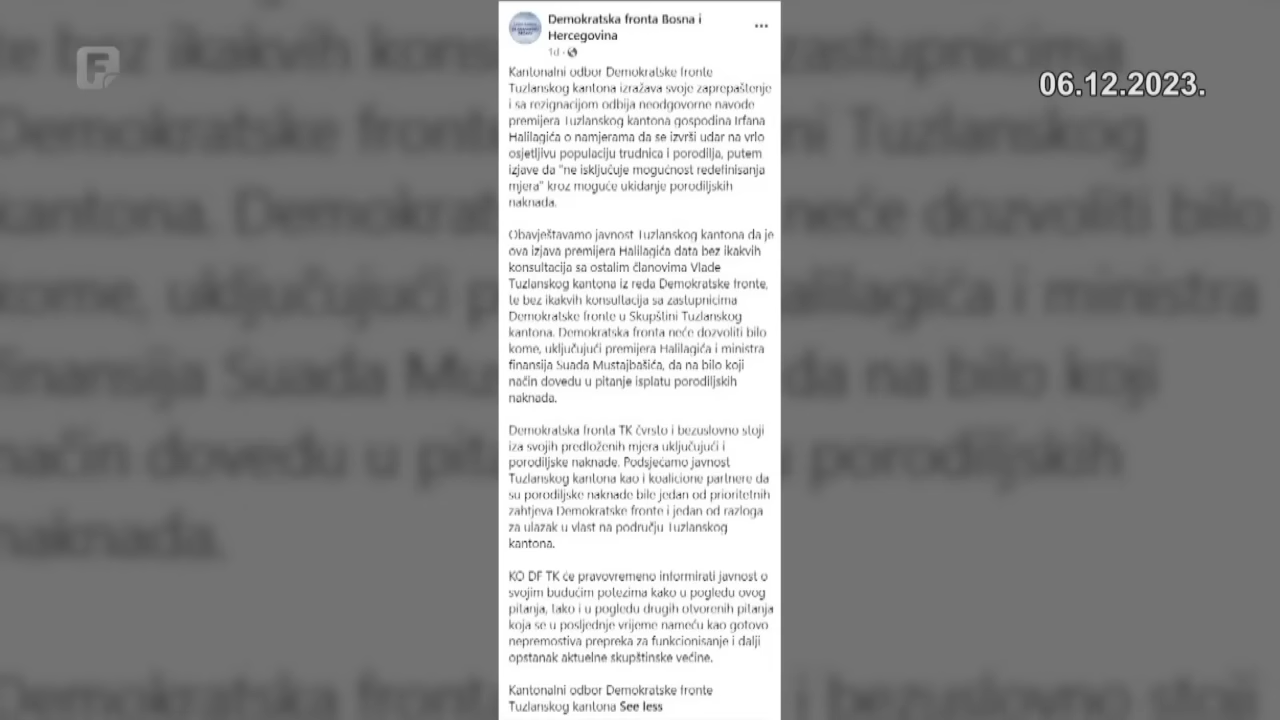 Demokratska fronta Bosna i
Hercegovina
1d
06.12.2023.
Kantonalni odbor Demokratske fronte
Tuzlanskog kantona izražava svoje zaprepaštenje
i sa rezignacijom odbija neodgovorne navode
premijera Tuzlanskog kantona gospodina Irfana
Halilagića o namjerama da se izvrši udar na vrlo
osjetljivu populaciju trudnica i porodilja, putem
izjave da "ne isključuje mogućnost redefinisanja
mjera" kroz moguće ukidanje porodiljskih
naknada.
Obavještavamo javnost Tuzlanskog kantona da je
ova izjava premijera Halilagića data bez ikakvih
konsultacija sa ostalim članovima Vlade
Tuzlanskog kantona iz reda Demokratske fronte,
te bez ikakvih konsultacija sa zastupnicima
Demokratske fronte u Skupštini Tuzlanskog
kantona. Demokratska fronta neće dozvoliti bilo
kome, uključujući premijera Halilagića i ministra
finansija Suada Mustajbašića, da na bilo koji
način dovedu u pitanje isplatu porodiljskih
naknada.
Demokratska fronta TK čvrsto i bezuslovno stoji
iza svojih predloženih mjera uključujući i
porodiljske naknade. Podsjećamo javnost
Tuzlanskog kantona kao i koalicione partnere da
su porodiljske naknade bile jedan od prioritetnih
zahtjeva Demokratske fronte i jedan od razloga
za ulazak u vlast na području Tuzlanskog
kantona.
KO DF TK će pravovremeno informirati javnost o
svojim budućim potezima kako u pogledu ovog
pitanja, tako i u pogledu drugih otvorenih pitanja
koja se u posljednje vrijeme nameću kao gotovo
nepremostiva prepreka za funkcionisanje i dalji
opstanak aktuelne skupštinske većine.
Kantonalni odbor Demokratske fronte
Tuzlanskog kantona See less